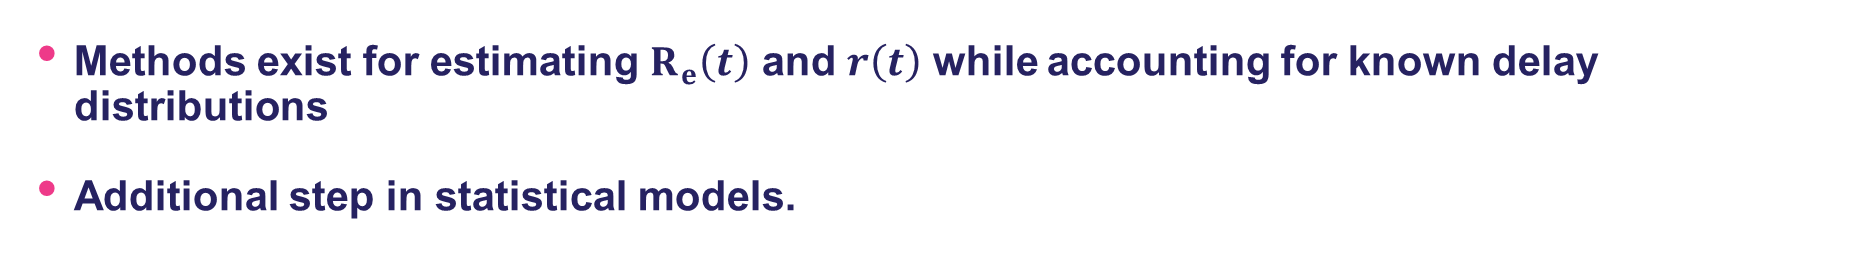 • Methods exist for estimating Rₑ(t) and r(t) while accounting for known delay
distributions
• Additional step in statistical models.